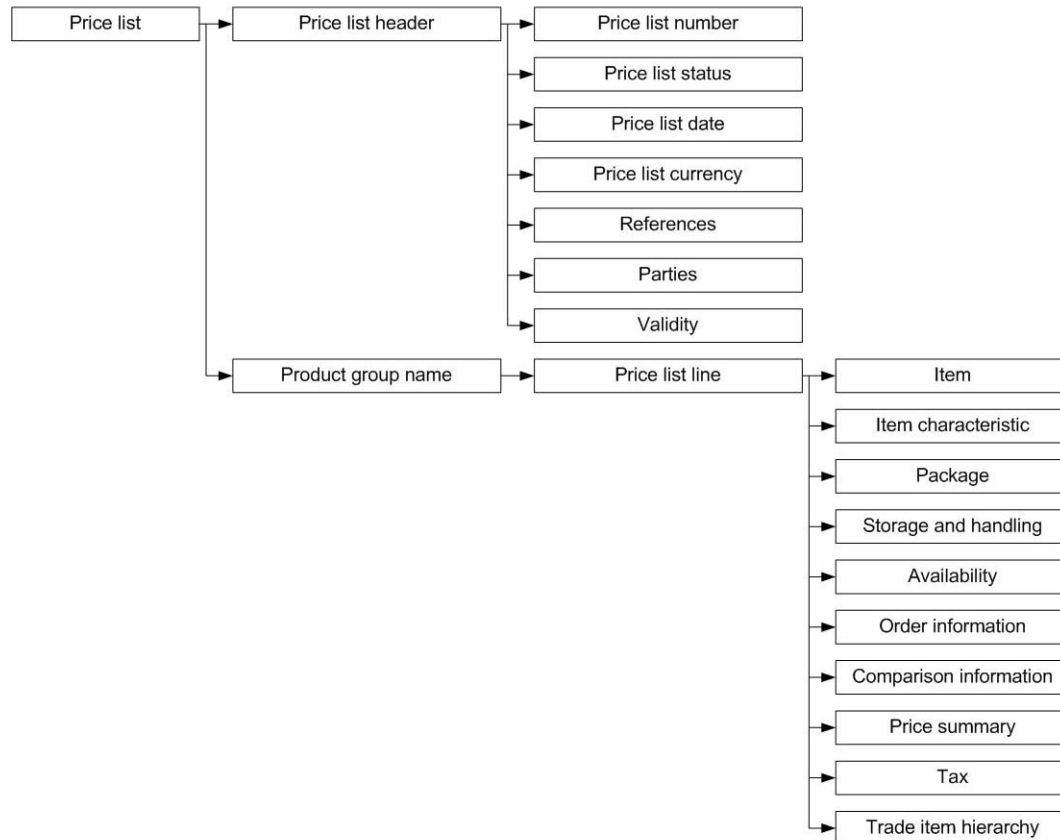 Price list
Price list header
Price list number
Price list status
Price list date
Price list currency
References
Parties
Validity
Product group name
Price list line
Item
Item characteristic
Package
Storage and handling
Availability
Order information
Comparison information
Price summary
Tax
Trade item hierarchy